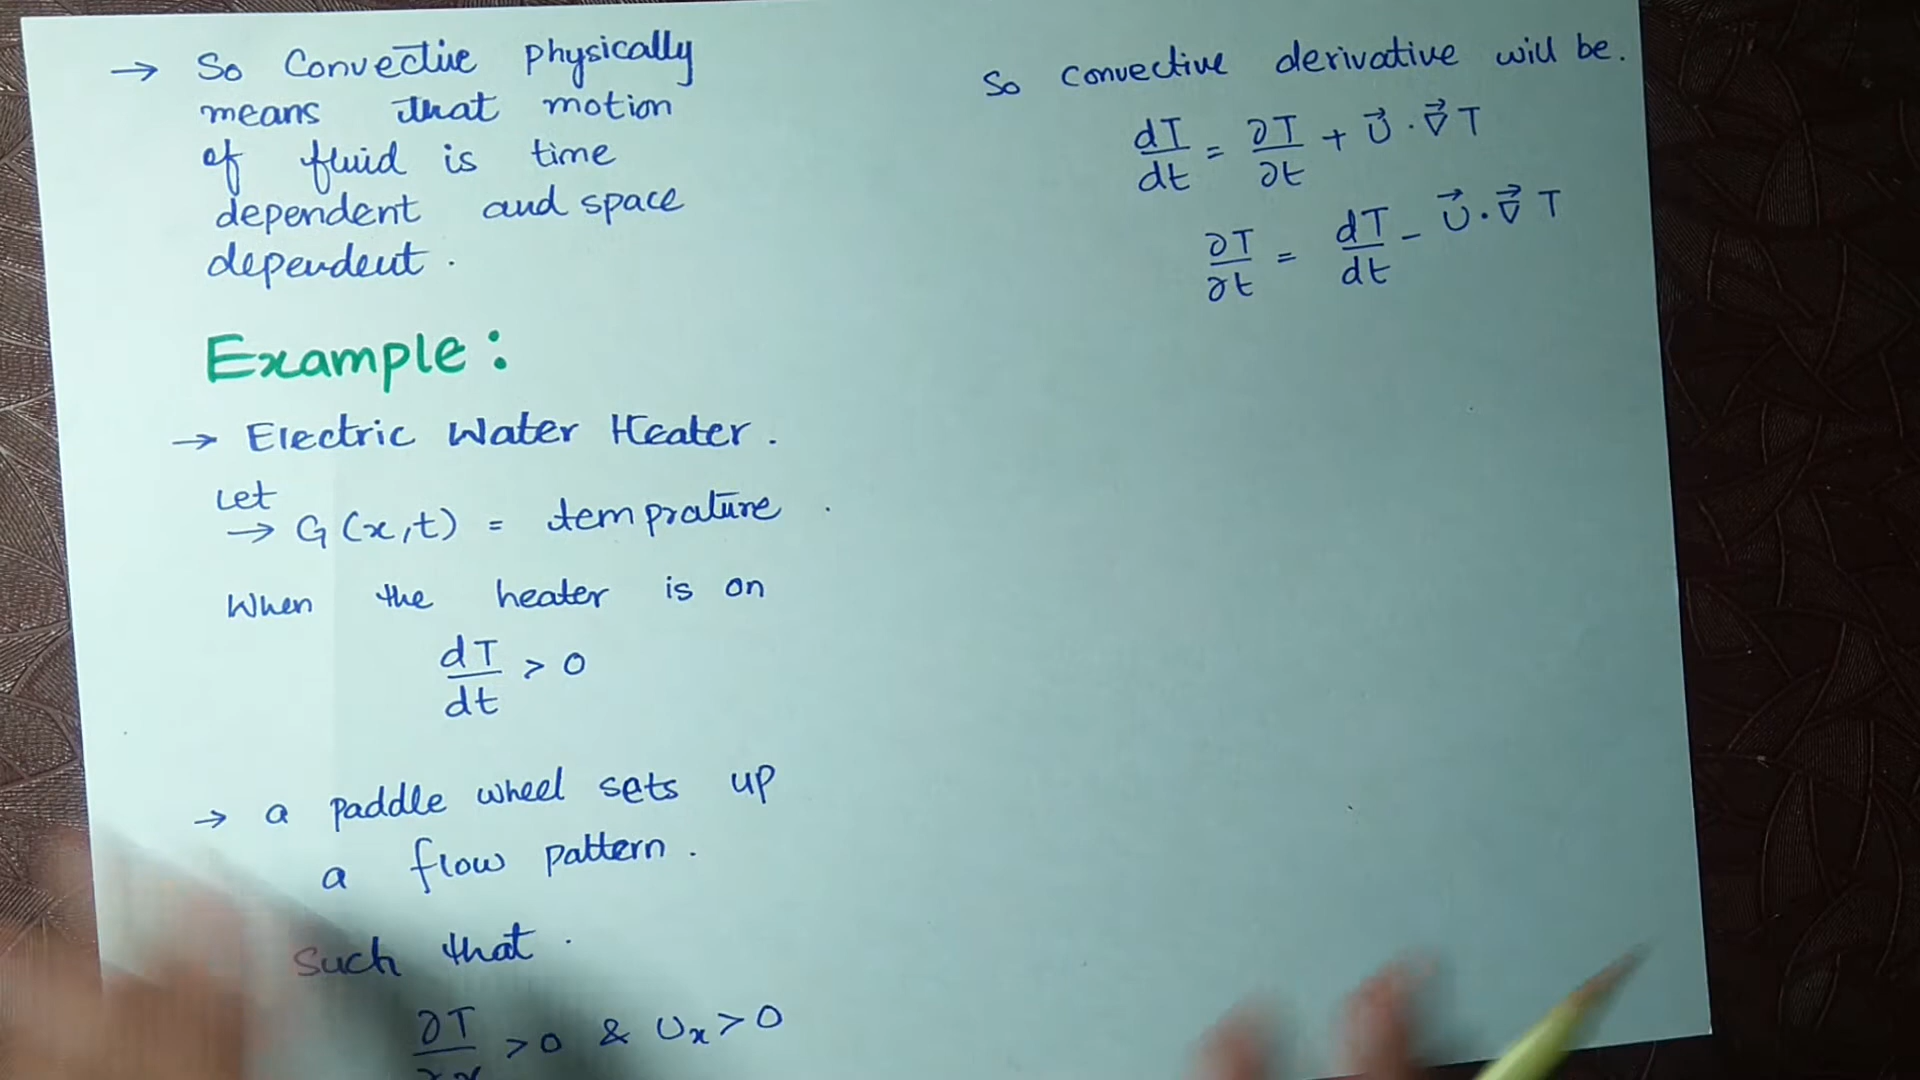 → So Convective physically
means that motion
of fluid is time
dependent and space
dependent.
Example:
→ Electric Water Heater.
Let
→ G(x,t) = temprature.
When the heater is on
dT/dt > 0
→ a paddle wheel sets up
a flow pattern.
Such that.
∂T/∂x > 0 & Ux > 0
So convective derivative will be.
dT/dt = ∂T/∂t + U⃗ · ∇⃗ T
∂T/∂t = dT/dt - U⃗ · ∇⃗ T